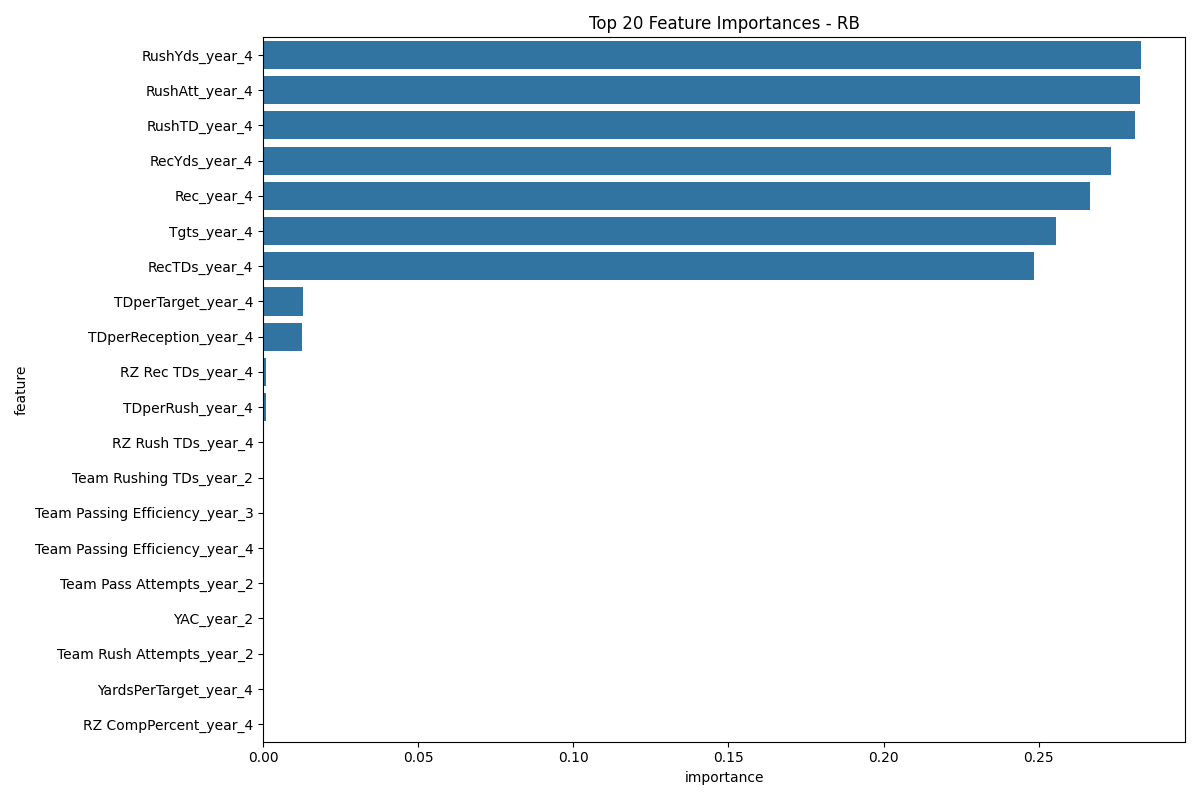 Top 20 Feature Importances - RB
feature
RushYds_year_4
RushAtt_year_4
RushTD_year_4
RecYds_year_4
Rec_year_4
Tgts_year_4
RecTDs_year_4
TDperTarget_year_4
TDperReception_year_4
RZ Rec TDs_year_4
TDperRush_year_4
RZ Rush TDs_year_4
Team Rushing TDs_year_2
Team Passing Efficiency_year_3
Team Passing Efficiency_year_4
Team Pass Attempts_year_2
YAC_year_2
Team Rush Attempts_year_2
YardsPerTarget_year_4
RZ CompPercent_year_4
0.00 0.05 0.10 0.15 0.20 0.25
importance